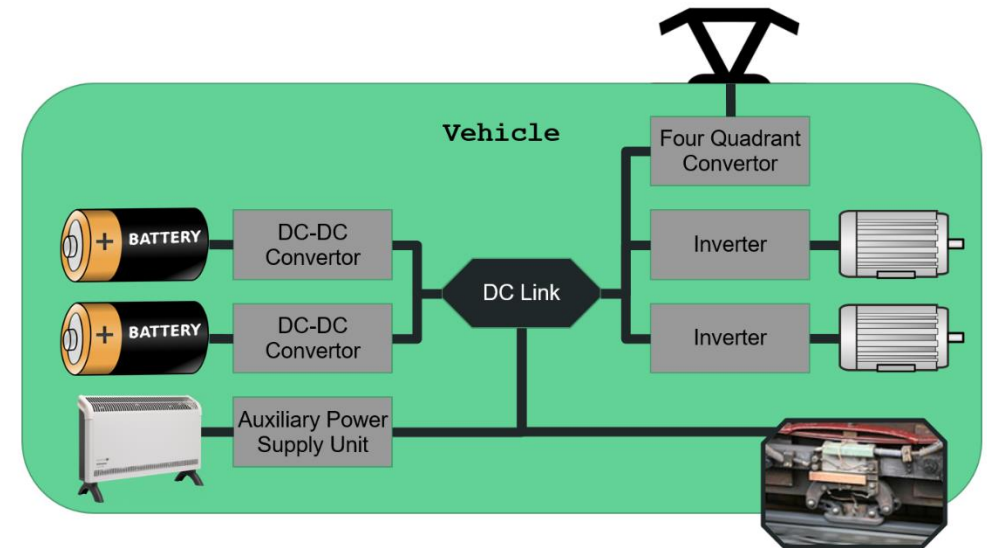 Vehicle
Four Quadrant
Convertor
+ BATTERY
DC-DC
Convertor
Inverter
DC Link
+ BATTERY
DC-DC
Convertor
Inverter
Auxiliary Power
Supply Unit